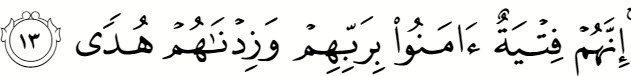 إِنَّهُمْ فِتْيَةٌ ءَامَنُوا۟ بِرَبِّهِمْ وَزِدْنَـٰهُمْ هُدًى ١٣